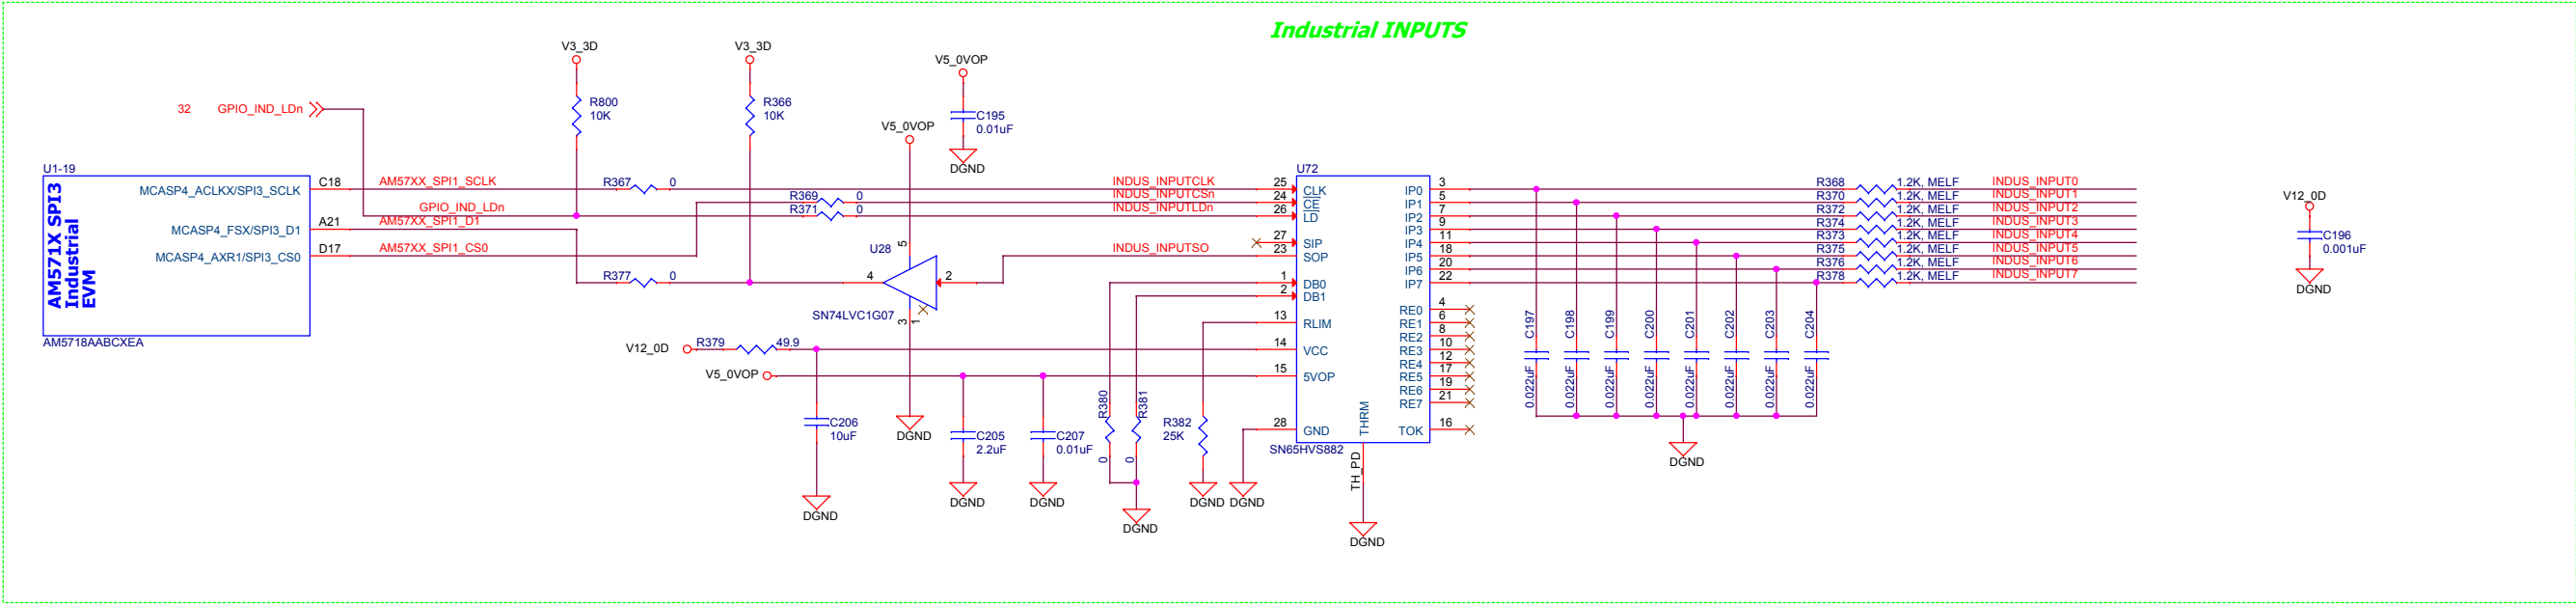 Industrial INPUTS
V3_3D
V3_3D
V5_0VOP
32 GPIO_IND_LDn
R800
10K
R366
10K
C195
0.01uF
V5_0VOP
DGND
U1-19
AM571X SPI3
Industrial
EVM
MCASP4_ACLKX/SPI3_SCLK
C18
AM57XX_SPI1_SCLK
R367
0
GPIO_IND_LDn
MCASP4_FSX/SPI3_D1
A21
AM57XX_SPI1_D1
MCASP4_AXR1/SPI3_CS0
D17
AM57XX_SPI1_CS0
AM5718AABCXEA
R369
0
R371
0
R377
0
U28
5
4
2
3
1
SN74LVC1G07
DGND
INDUS_INPUTCLK
INDUS_INPUTCSn
INDUS_INPUTLDn
INDUS_INPUTSO
V12_0D
R379
49.9
V5_0VOP
C206
10uF
DGND
C205
2.2uF
DGND
C207
0.01uF
DGND
R380
0
R381
0
DGND
R382
25K
DGND
DGND
U72
25 CLK
24 CE
26 LD
27 SIP
23 SOP
1 DB0
2 DB1
13 RLIM
14 VCC
15 5VOP
28 GND
THRM
TH_PD
SN65HVS882
DGND
IP0 3
IP1 5
IP2 7
IP3 9
IP4 11
IP5 18
IP6 20
IP7 22
RE0 4
RE1 6
RE2 8
RE3 10
RE4 12
RE5 17
RE6 19
RE7 21
TOK 16
R368 1.2K, MELF INDUS_INPUT0
R370 1.2K, MELF INDUS_INPUT1
R372 1.2K, MELF INDUS_INPUT2
R374 1.2K, MELF INDUS_INPUT3
R373 1.2K, MELF INDUS_INPUT4
R375 1.2K, MELF INDUS_INPUT5
R376 1.2K, MELF INDUS_INPUT6
R378 1.2K, MELF INDUS_INPUT7
C197 0.022uF
C198 0.022uF
C199 0.022uF
C200 0.022uF
C201 0.022uF
C202 0.022uF
C203 0.022uF
C204 0.022uF
DGND
V12_0D
C196
0.001uF
DGND